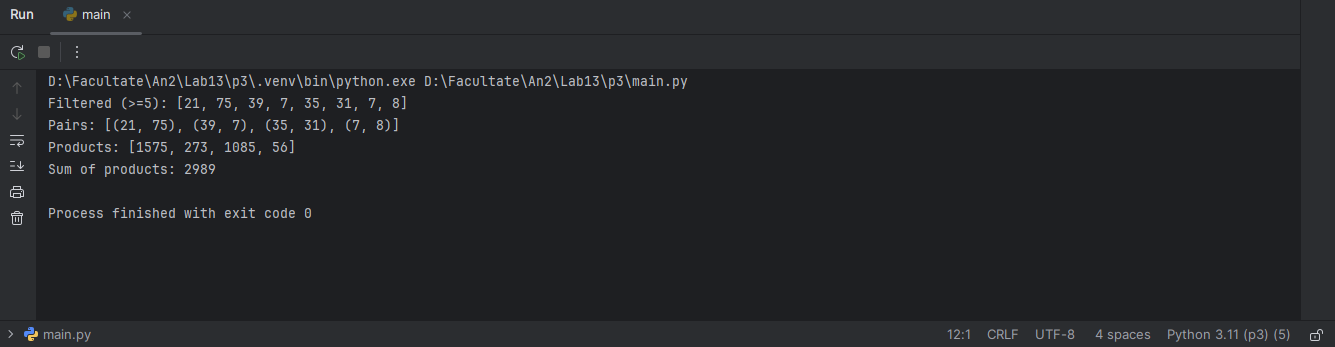 Run main
D:\Facultate\An2\Lab13\p3\.venv\bin\python.exe D:\Facultate\An2\Lab13\p3\main.py
Filtered (>=5): [21, 75, 39, 7, 35, 31, 7, 8]
Pairs: [(21, 75), (39, 7), (35, 31), (7, 8)]
Products: [1575, 273, 1085, 56]
Sum of products: 2989
Process finished with exit code 0
main.py 12:1 CRLF UTF-8 4 spaces Python 3.11 (p3) (5)